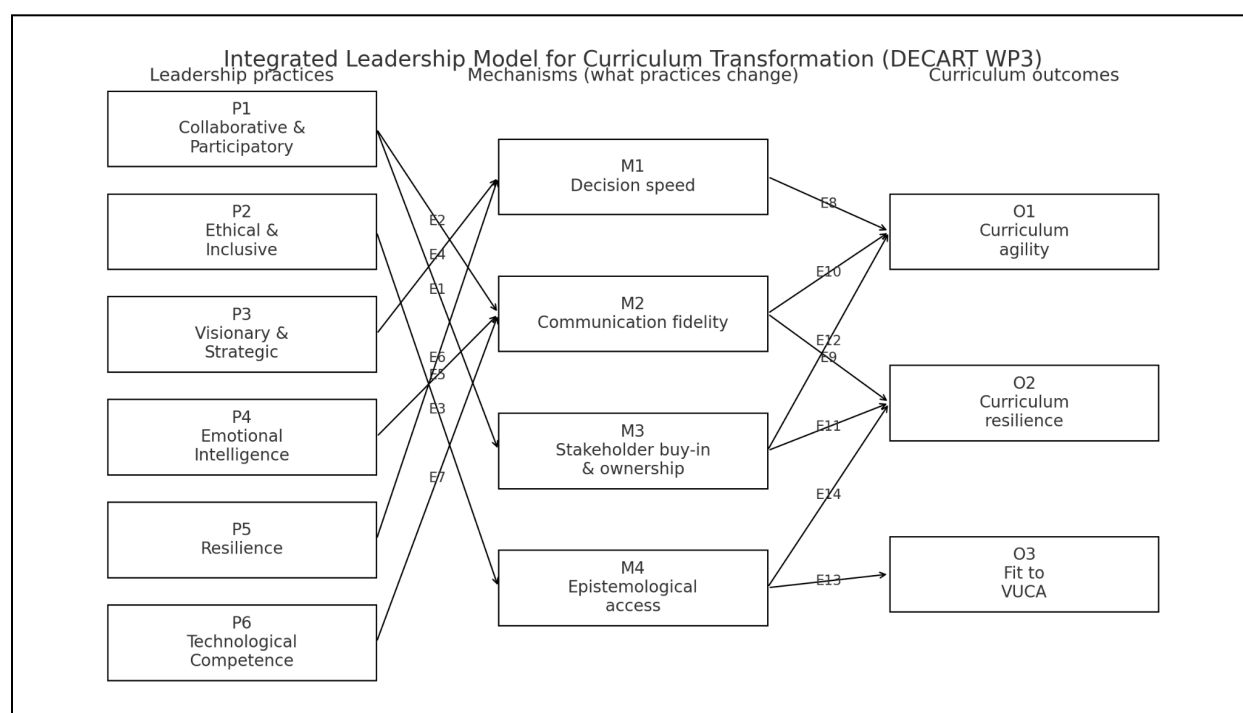 Integrated Leadership Model for Curriculum Transformation (DECART WP3)
Leadership practices
Mechanisms (what practices change)
Curriculum outcomes
P1
Collaborative &
Participatory
P2
Ethical &
Inclusive
P3
Visionary &
Strategic
P4
Emotional
Intelligence
P5
Resilience
P6
Technological
Competence
E2
E4
E1
E6
E5
E3
E7
M1
Decision speed
M2
Communication fidelity
M3
Stakeholder buy-in
& ownership
M4
Epistemological
access
E8
E10
E12
E9
E11
E14
E13
O1
Curriculum
agility
O2
Curriculum
resilience
O3
Fit to
VUCA